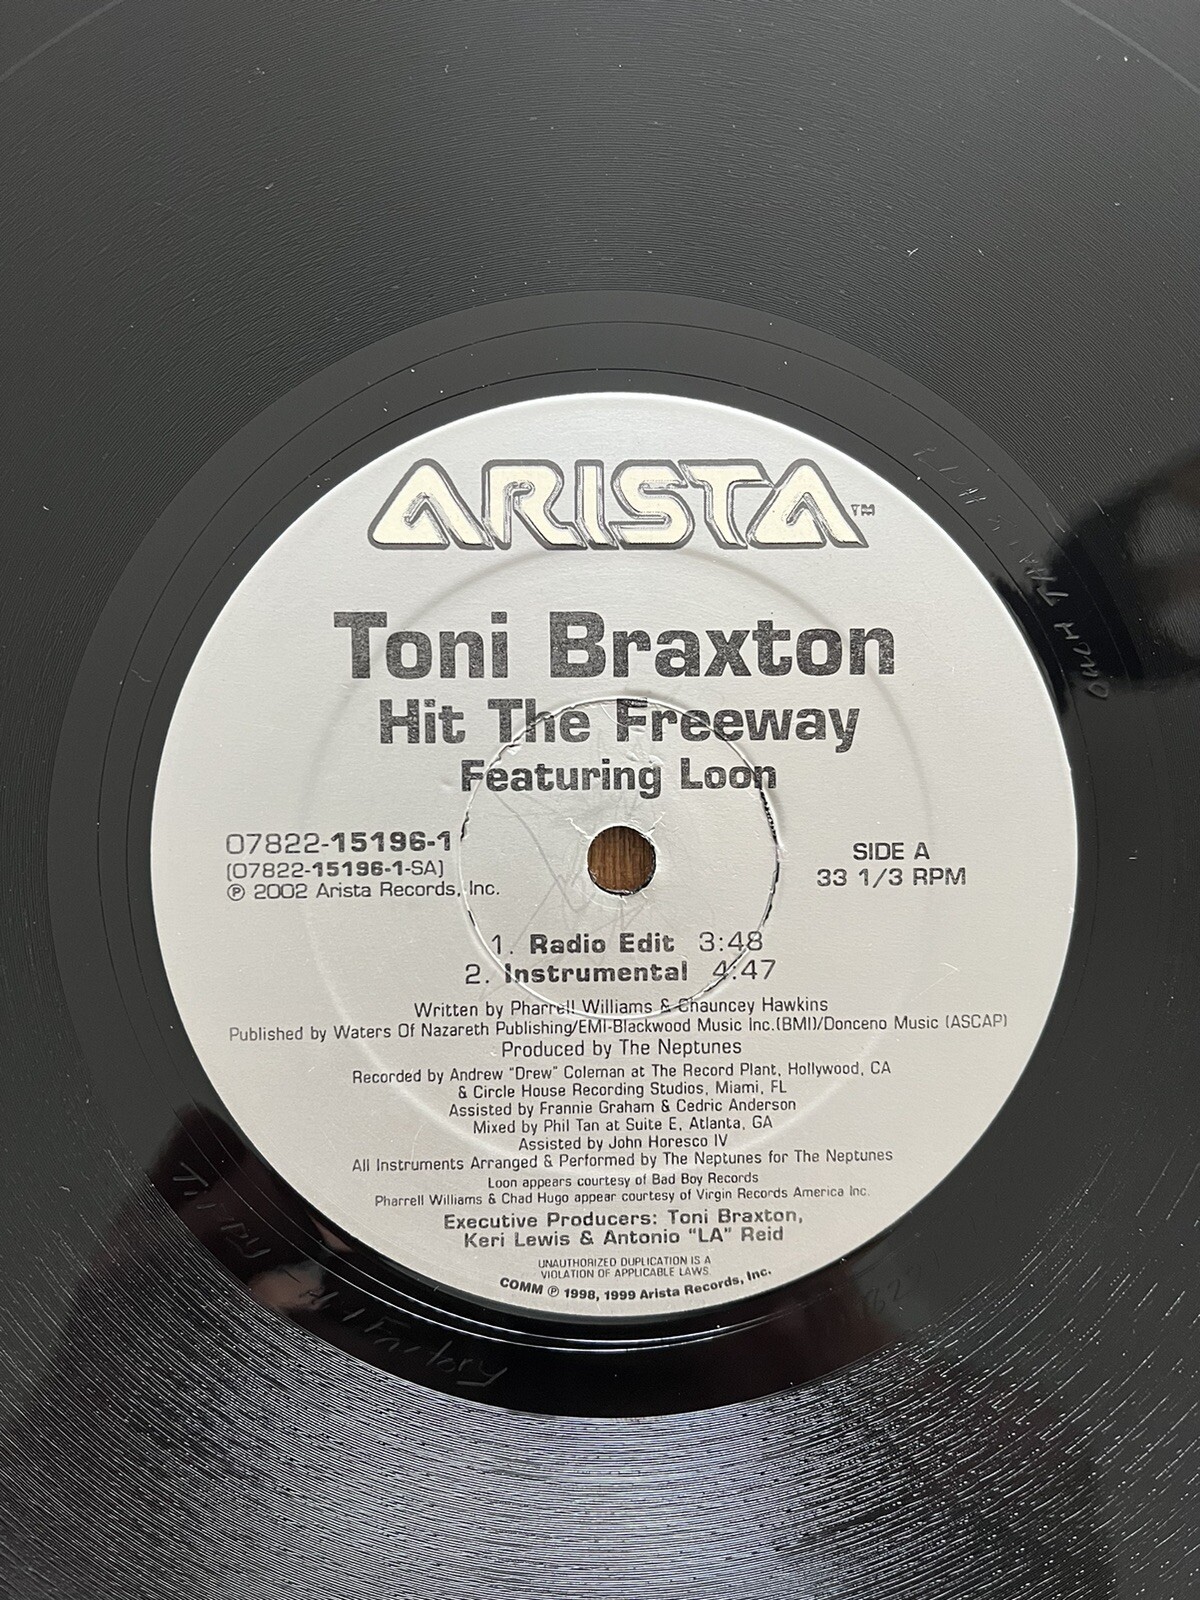 ARISTA™
Toni Braxton
Hit The Freeway
Featuring Loon
07822-15196-1
(07822-15196-1-SA)
℗ 2002 Arista Records, Inc.
SIDE A
33 1/3 RPM
1. Radio Edit 3:48
2. Instrumental 4:47
Written by Pharrell Williams & Chauncey Hawkins
Published by Waters Of Nazareth Publishing/EMI-Blackwood Music Inc.(BMI)/Donceno Music (ASCAP)
Produced by The Neptunes
Recorded by Andrew "Drew" Coleman at The Record Plant, Hollywood, CA
& Circle House Recording Studios, Miami, FL
Assisted by Frannie Graham & Cedric Anderson
Mixed by Phil Tan at Suite E, Atlanta, GA
Assisted by John Horesco IV
All Instruments Arranged & Performed by The Neptunes for The Neptunes
Loon appears courtesy of Bad Boy Records
Pharrell Williams & Chad Hugo appear courtesy of Virgin Records America Inc.
Executive Producers: Toni Braxton,
Keri Lewis & Antonio "LA" Reid
UNAUTHORIZED DUPLICATION IS A
VIOLATION OF APPLICABLE LAWS.
COMM ℗ 1998, 1999 Arista Records, Inc.